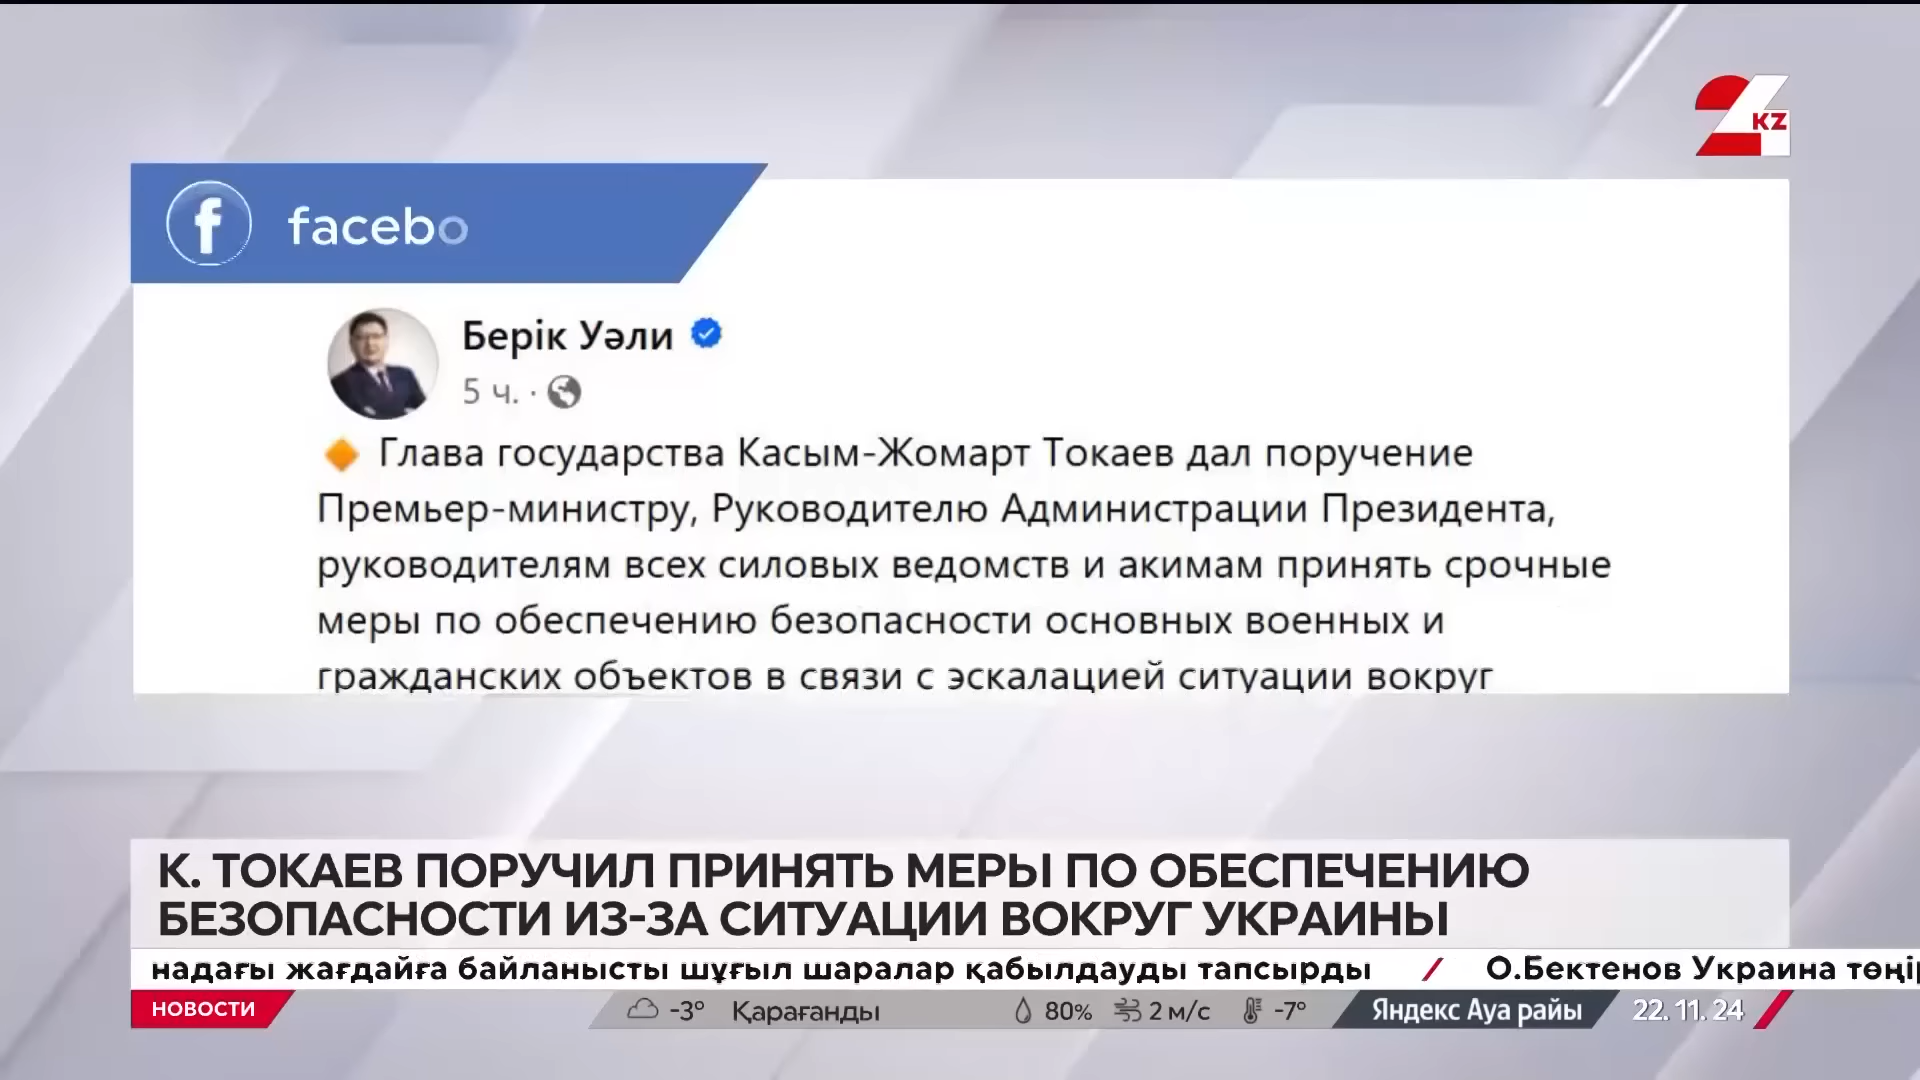 24 KZ
facebo
Берік Уәли
5 ч. ·
Глава государства Касым-Жомарт Токаев дал поручение
Премьер-министру, Руководителю Администрации Президента,
руководителям всех силовых ведомств и акимам принять срочные
меры по обеспечению безопасности основных военных и
гражданских объектов в связи с эскалацией ситуации вокруг
К. ТОКАЕВ ПОРУЧИЛ ПРИНЯТЬ МЕРЫ ПО ОБЕСПЕЧЕНИЮ
БЕЗОПАСНОСТИ ИЗ-ЗА СИТУАЦИИ ВОКРУГ УКРАИНЫ
надағы жағдайға байланысты шұғыл шаралар қабылдауды тапсырды / О.Бектенов Украина төңір
НОВОСТИ -3° Қарағанды 80% 2 м/с -7° Яндекс Ауа райы 22. 11. 24